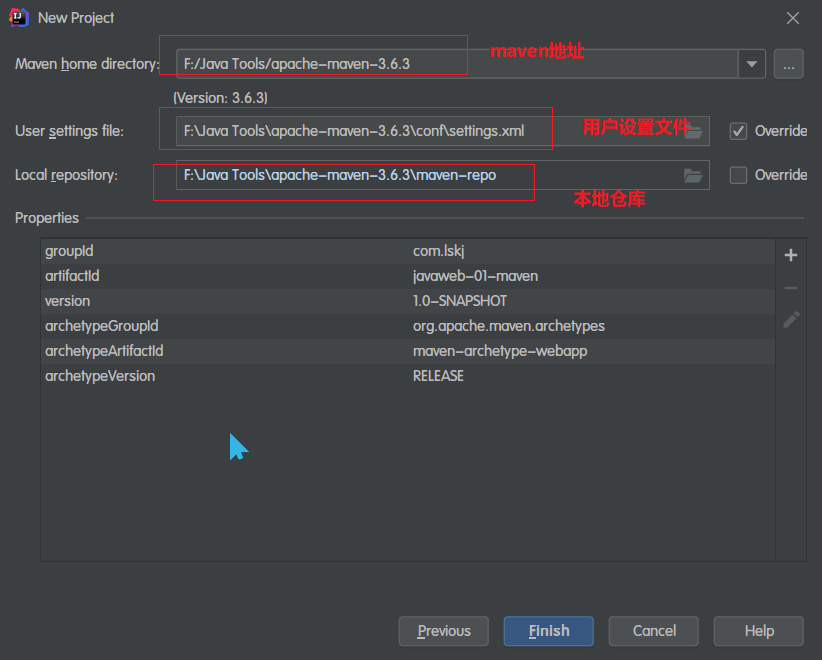 New Project
Maven home directory: F:/Java Tools/apache-maven-3.6.3 maven地址 ...
(Version: 3.6.3)
User settings file: F:\Java Tools\apache-maven-3.6.3\conf\settings.xml 用户设置文件 Override
Local repository: F:\Java Tools\apache-maven-3.6.3\maven-repo Override
本地仓库
Properties
groupId com.lskj
artifactId javaweb-01-maven
version 1.0-SNAPSHOT
archetypeGroupId org.apache.maven.archetypes
archetypeArtifactId maven-archetype-webapp
archetypeVersion RELEASE
Previous Finish Cancel Help